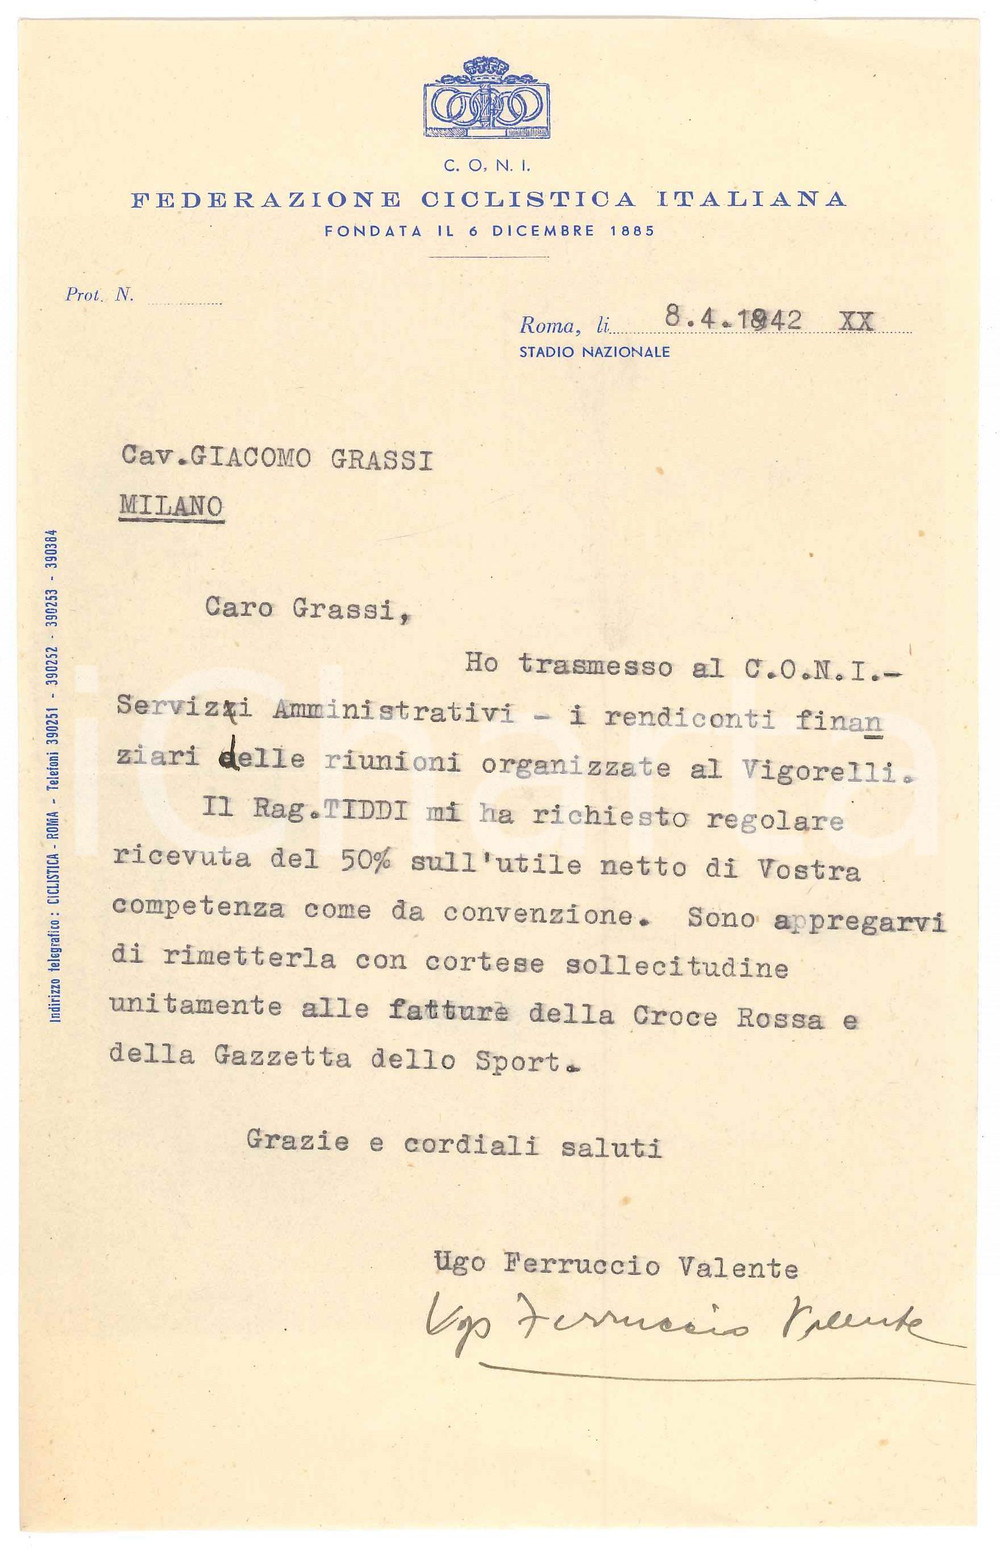 C. O. N. I.
FEDERAZIONE CICLISTICA ITALIANA
FONDATA IL 6 DICEMBRE 1885
Prot. N.
Roma, li 8.4.1942 XX
STADIO NAZIONALE
Cav.GIACOMO GRASSI
MILANO
Caro Grassi,
Ho trasmesso al C.O.N.I.-
Servizi Amministrativi - i rendiconti finan
ziari delle riunioni organizzate al Vigorelli.
Il Rag.TIDDI mi ha richiesto regolare
ricevuta del 50% sull'utile netto di Vostra
competenza come da convenzione. Sono appregarvi
di rimetterla con cortese sollecitudine
unitamente alle fatture della Croce Rossa e
della Gazzetta dello Sport.
Grazie e cordiali saluti
Ugo Ferruccio Valente
Ugo Ferruccio Valente
Indirizzo telegrafico: CICLISTICA - ROMA - Telefoni 390251 - 390252 - 390253 - 390384
iCharta